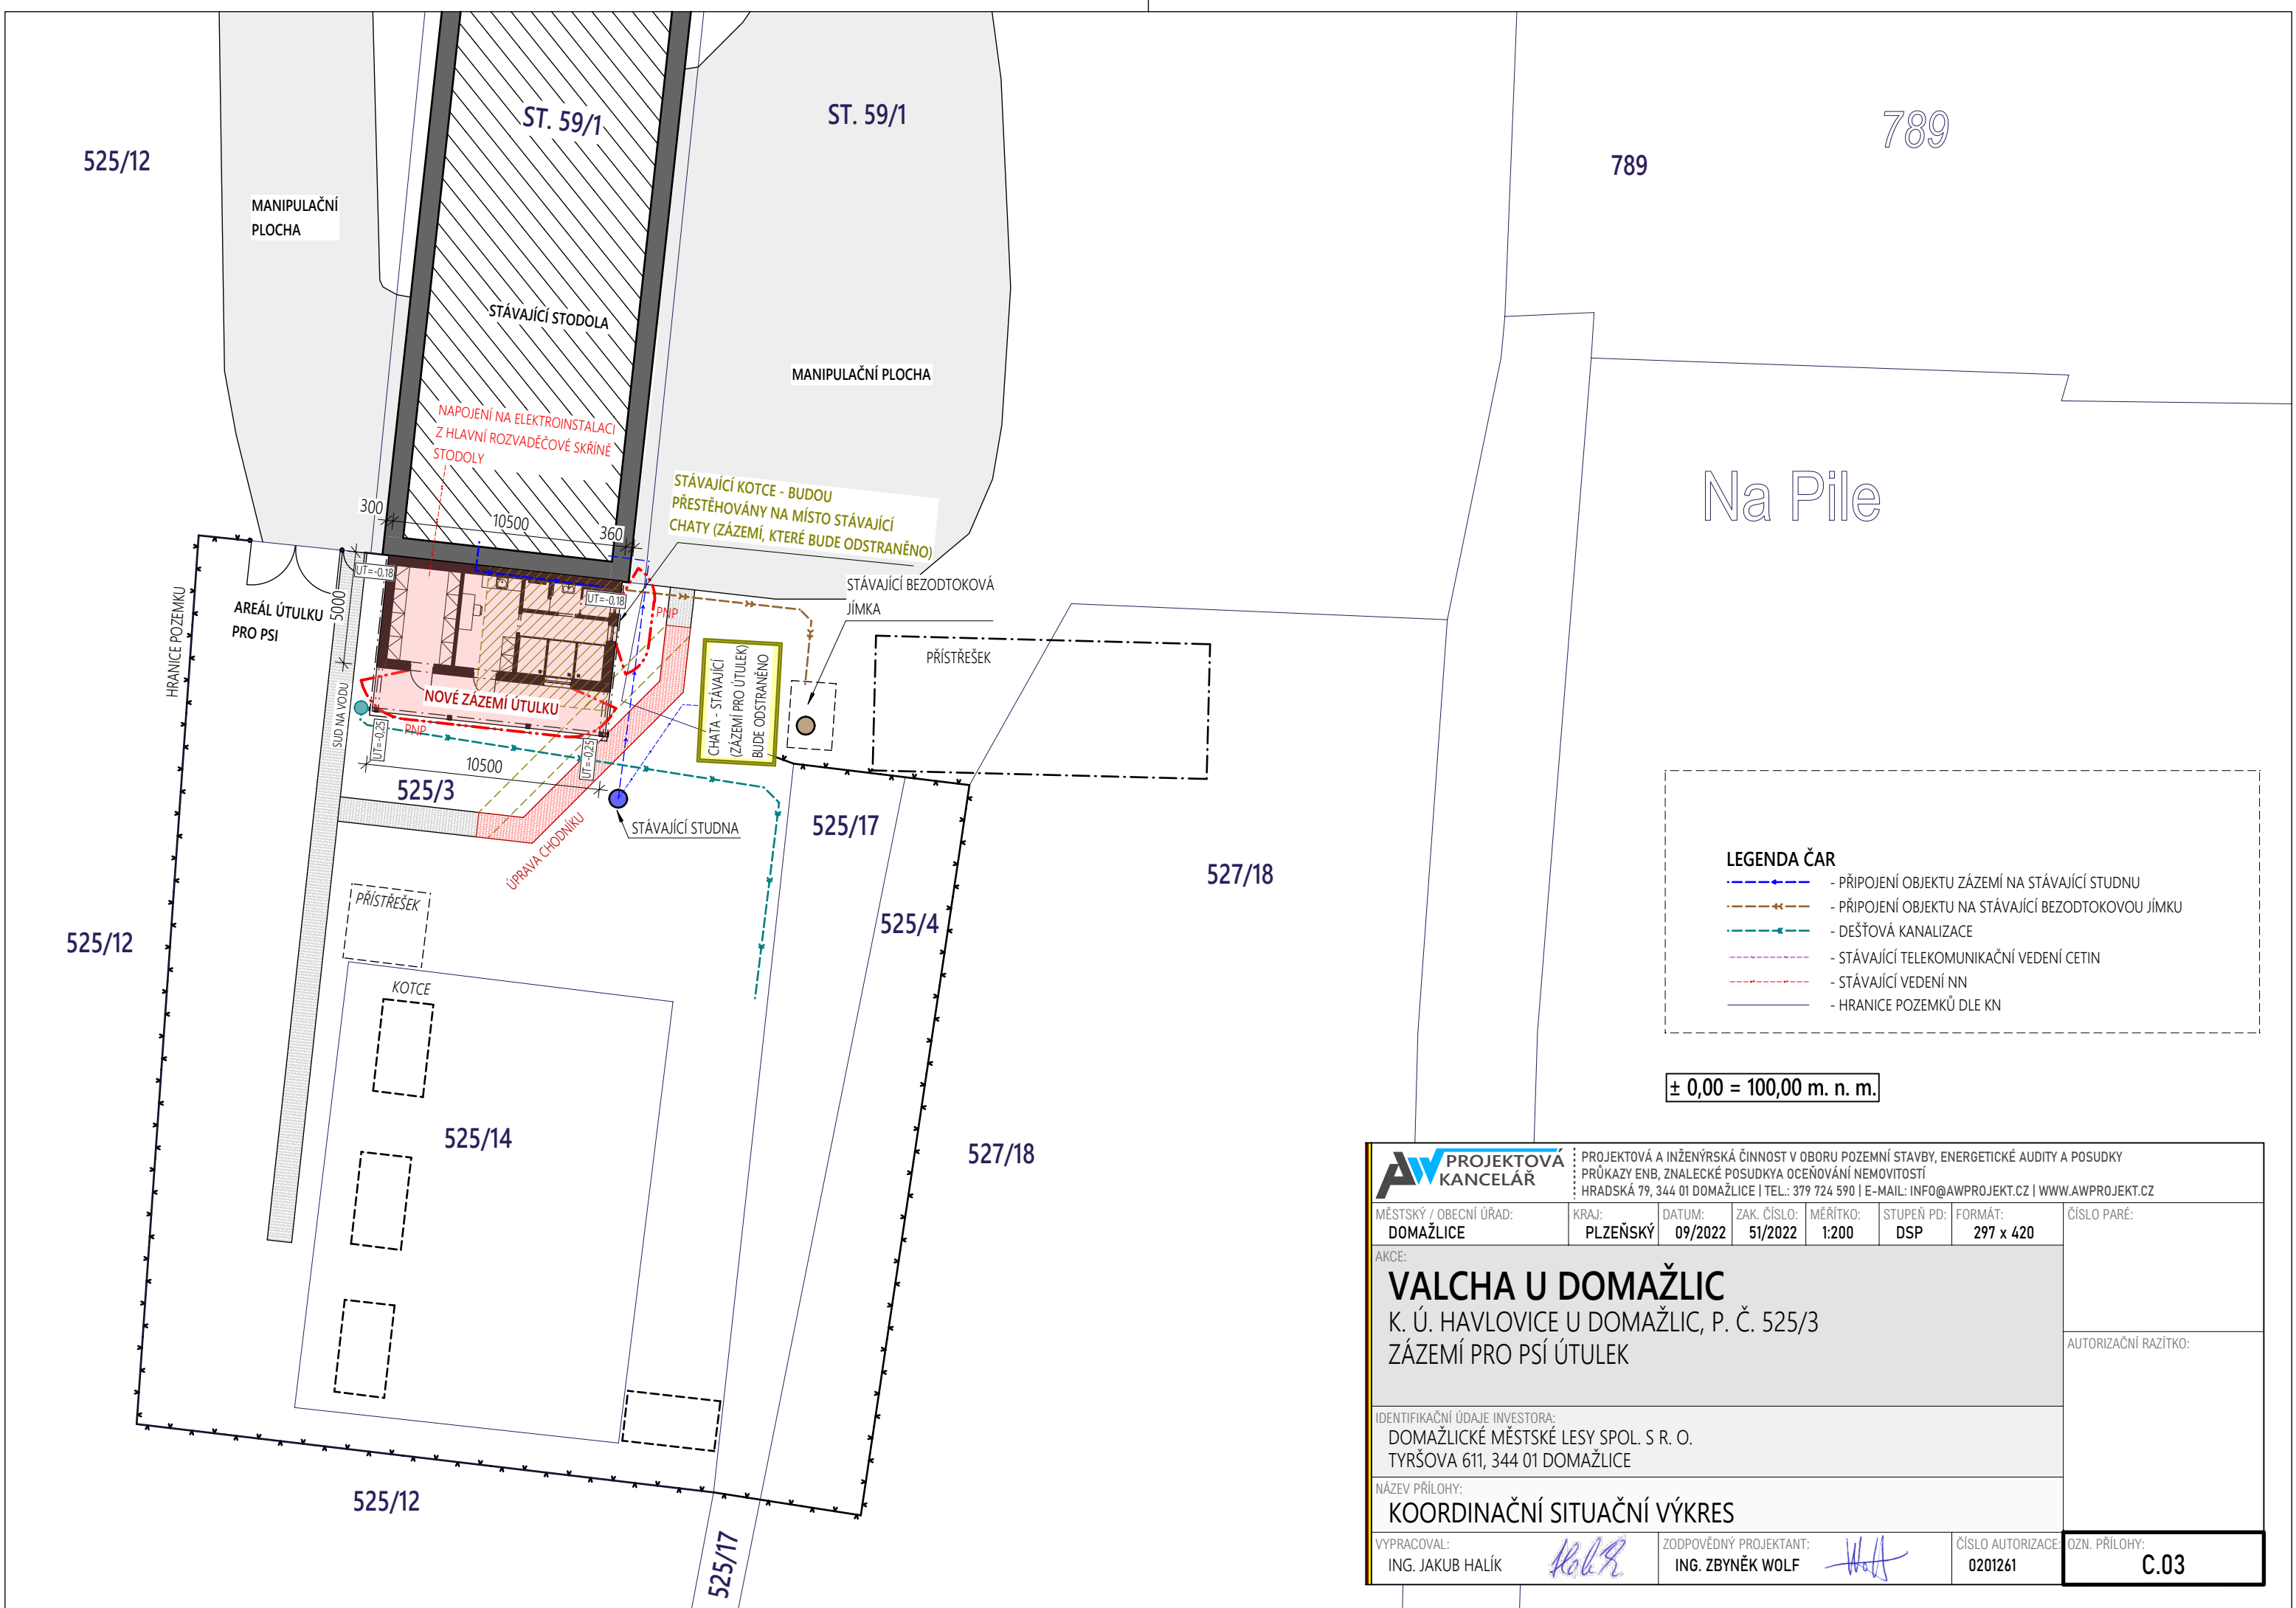 525/12
ST. 59/1
ST. 59/1
789
789
MANIPULAČNÍ
PLOCHA
STÁVAJÍCÍ STODOLA
MANIPULAČNÍ PLOCHA
NAPOJENÍ NA ELEKTROINSTALACI
Z HLAVNÍ ROZVADĚČOVÉ SKŘÍNĚ
STODOLY
STÁVAJÍCÍ KOTCE - BUDOU
PŘESTĚHOVÁNY NA MÍSTO STÁVAJÍCÍ
CHATY (ZÁZEMÍ, KTERÉ BUDE ODSTRANĚNO)
Na Pile
300
10500
360
STÁVAJÍCÍ BEZODTOKOVÁ
JÍMKA
UT=-0,18
UT=-0,18
PNP
HRANICE POZEMKU
AREÁL ÚTULKU
PRO PSI
5000
PŘÍSTŘEŠEK
CHATA - STÁVAJÍCÍ
(ZÁZEMÍ PRO ÚTULEK)
BUDE ODSTRANĚNO
SUD NA VODU
NOVÉ ZÁZEMÍ ÚTULKU
PNP
UT=-0,25
UT=-0,25
10500
525/3
STÁVAJÍCÍ STUDNA
ÚPRAVA CHODNÍKU
525/17
527/18
PŘÍSTŘEŠEK
525/4
525/12
KOTCE
525/14
527/18
525/12
525/17
LEGENDA ČAR
- PŘIPOJENÍ OBJEKTU ZÁZEMÍ NA STÁVAJÍCÍ STUDNU
- PŘIPOJENÍ OBJEKTU NA STÁVAJÍCÍ BEZODTOKOVOU JÍMKU
- DEŠŤOVÁ KANALIZACE
- STÁVAJÍCÍ TELEKOMUNIKAČNÍ VEDENÍ CETIN
- STÁVAJÍCÍ VEDENÍ NN
- HRANICE POZEMKŮ DLE KN
± 0,00 = 100,00 m. n. m.
AW PROJEKTOVÁ
KANCELÁŘ
PROJEKTOVÁ A INŽENÝRSKÁ ČINNOST V OBORU POZEMNÍ STAVBY, ENERGETICKÉ AUDITY A POSUDKY
PRŮKAZY ENB, ZNALECKÉ POSUDKYA OCEŇOVÁNÍ NEMOVITOSTÍ
HRADSKÁ 79, 344 01 DOMAŽLICE | TEL.: 379 724 590 | E-MAIL: INFO@AWPROJEKT.CZ | WWW.AWPROJEKT.CZ
MĚSTSKÝ / OBECNÍ ÚŘAD: KRAJ: DATUM: ZAK. ČÍSLO: MĚŘÍTKO: STUPEŇ PD: FORMÁT: ČÍSLO PARÉ:
DOMAŽLICE PLZEŇSKÝ 09/2022 51/2022 1:200 DSP 297 x 420
AKCE:
VALCHA U DOMAŽLIC
K. Ú. HAVLOVICE U DOMAŽLIC, P. Č. 525/3
ZÁZEMÍ PRO PSÍ ÚTULEK
AUTORIZAČNÍ RAZÍTKO:
IDENTIFIKAČNÍ ÚDAJE INVESTORA:
DOMAŽLICKÉ MĚSTSKÉ LESY SPOL. S R. O.
TYRŠOVA 611, 344 01 DOMAŽLICE
NÁZEV PŘÍLOHY:
KOORDINAČNÍ SITUAČNÍ VÝKRES
VYPRACOVAL: ZODPOVĚDNÝ PROJEKTANT: ČÍSLO AUTORIZACE: OZN. PŘÍLOHY:
ING. JAKUB HALÍK ING. ZBYNĚK WOLF 0201261 C.03